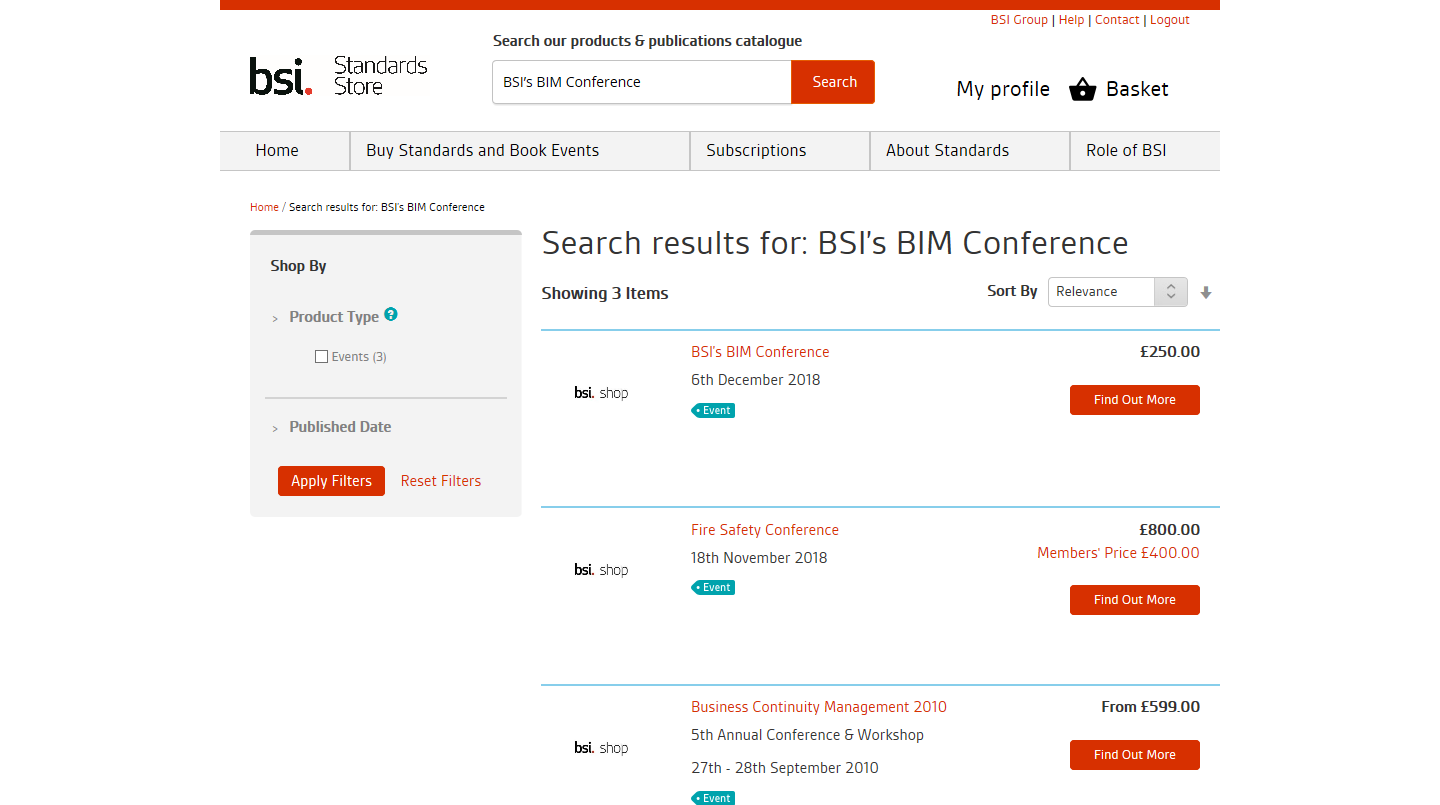 BSI Group | Help | Contact | Logout
Search our products & publications catalogue
bsi. Standards Store
BSI's BIM Conference
Search
My profile
Basket
Home
Buy Standards and Book Events
Subscriptions
About Standards
Role of BSI
Home / Search results for: BSI's BIM Conference
Shop By
> Product Type ?
Events (3)
> Published Date
Apply Filters
Reset Filters
Search results for: BSI's BIM Conference
Showing 3 Items
Sort By
Relevance
bsi. shop
BSI's BIM Conference
£250.00
6th December 2018
Event
Find Out More
bsi. shop
Fire Safety Conference
£800.00
18th November 2018
Members' Price £400.00
Event
Find Out More
bsi. shop
Business Continuity Management 2010
From £599.00
5th Annual Conference & Workshop
Find Out More
27th - 28th September 2010
Event